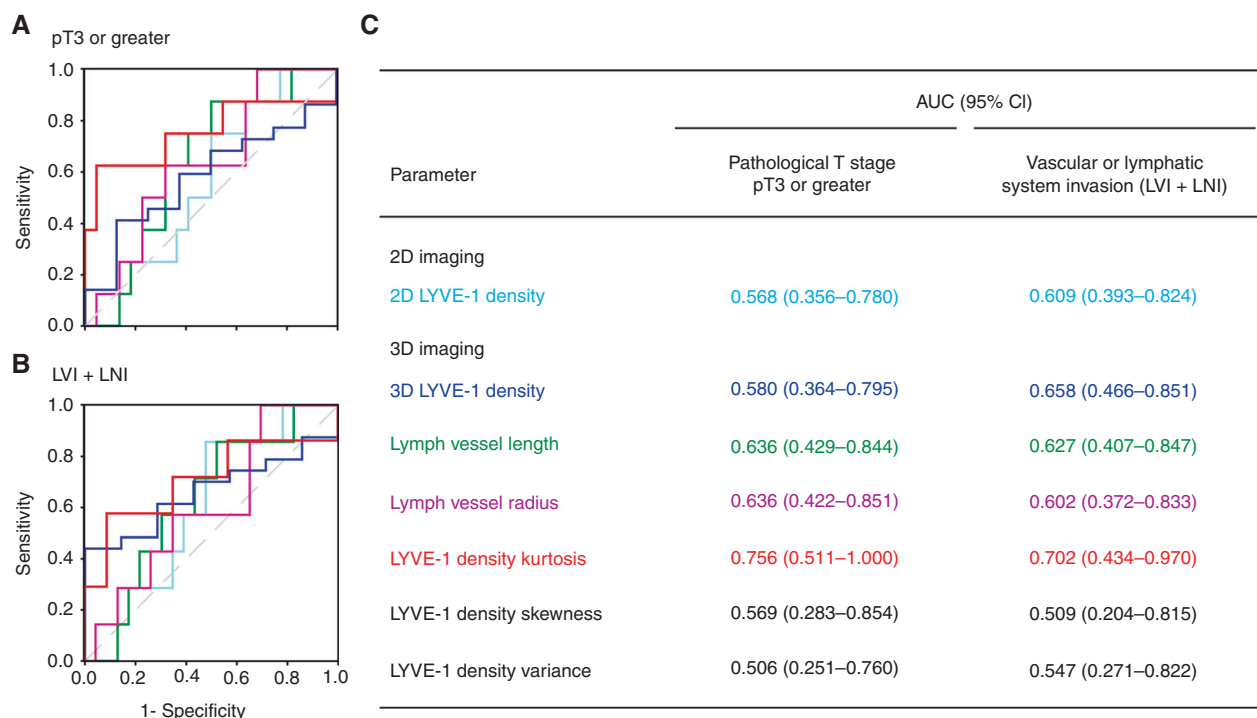 A
pT3 or greater
1.0
0.8
0.6
0.4
0.2
0.0
Sensitivity
B
LVI + LNI
1.0
0.8
0.6
0.4
0.2
0.0
Sensitivity
0.0 0.2 0.4 0.6 0.8 1.0
1- Specificity
C
AUC (95% CI)
Parameter
Pathological T stage
pT3 or greater
Vascular or lymphatic
system invasion (LVI + LNI)
2D imaging
2D LYVE-1 density 0.568 (0.356–0.780) 0.609 (0.393–0.824)
3D imaging
3D LYVE-1 density 0.580 (0.364–0.795) 0.658 (0.466–0.851)
Lymph vessel length 0.636 (0.429–0.844) 0.627 (0.407–0.847)
Lymph vessel radius 0.636 (0.422–0.851) 0.602 (0.372–0.833)
LYVE-1 density kurtosis 0.756 (0.511–1.000) 0.702 (0.434–0.970)
LYVE-1 density skewness 0.569 (0.283–0.854) 0.509 (0.204–0.815)
LYVE-1 density variance 0.506 (0.251–0.760) 0.547 (0.271–0.822)